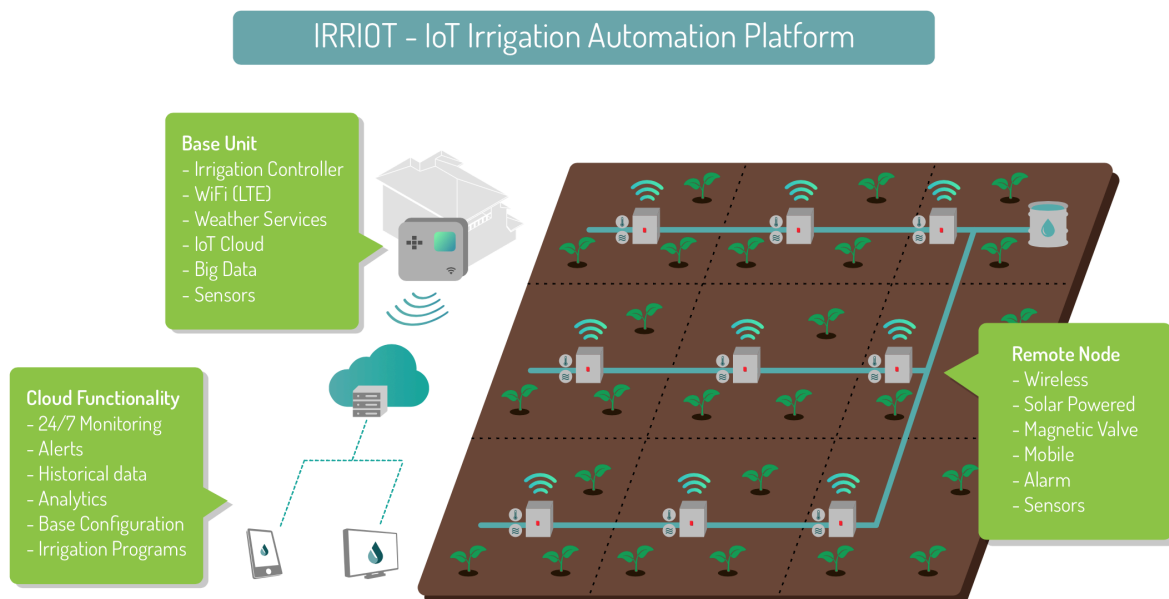 IRRIOT - IoT Irrigation Automation Platform
Base Unit
- Irrigation Controller
- WiFi (LTE)
- Weather Services
- IoT Cloud
- Big Data
- Sensors
Cloud Functionality
- 24/7 Monitoring
- Alerts
- Historical data
- Analytics
- Base Configuration
- Irrigation Programs
Remote Node
- Wireless
- Solar Powered
- Magnetic Valve
- Mobile
- Alarm
- Sensors